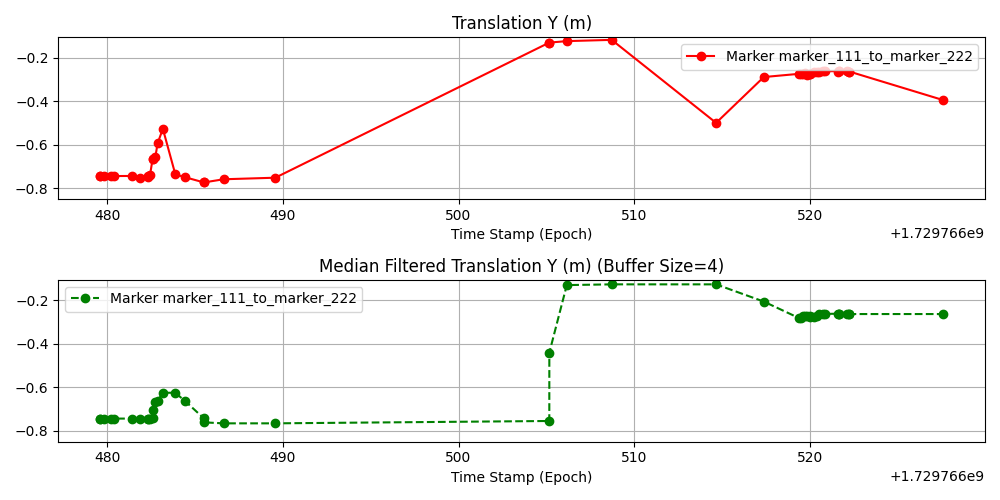 Translation Y (m)
Marker marker_111_to_marker_222
−0.2
−0.4
−0.6
−0.8
480 490 500 510 520
Time Stamp (Epoch)
+1.729766e9
Median Filtered Translation Y (m) (Buffer Size=4)
Marker marker_111_to_marker_222
−0.2
−0.4
−0.6
−0.8
480 490 500 510 520
Time Stamp (Epoch)
+1.729766e9